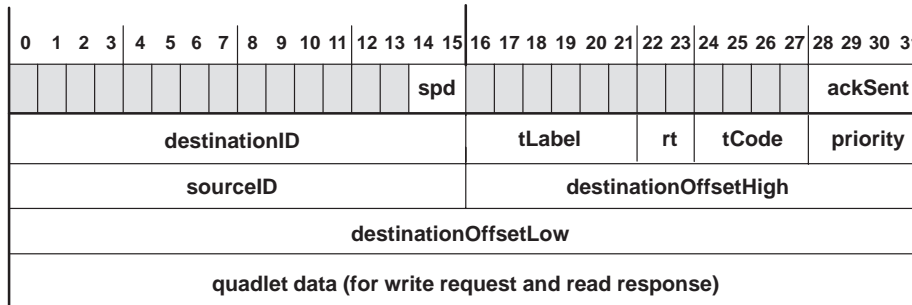 0 1 2 3 4 5 6 7 8 9 10 11 12 13 14 15 16 17 18 19 20 21 22 23 24 25 26 27 28 29 30
spd ackSent
destinationID tLabel rt tCode priority
sourceID destinationOffsetHigh
destinationOffsetLow
quadlet data (for write request and read response)